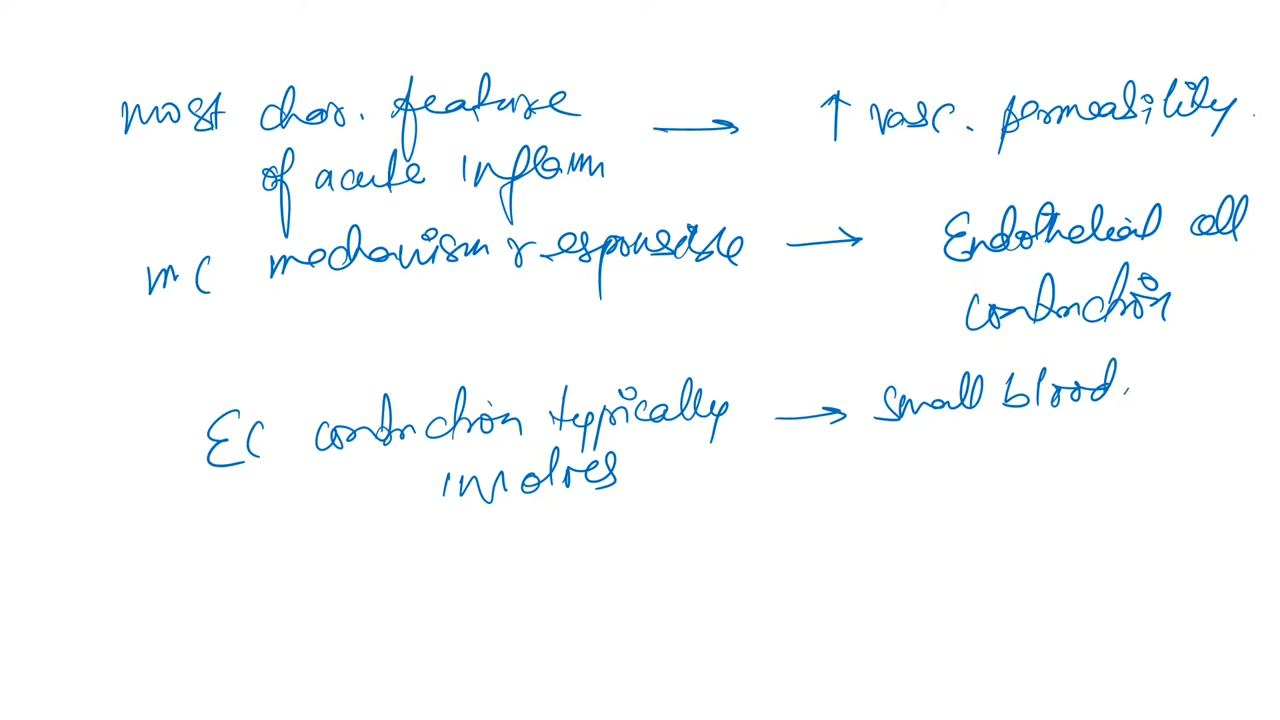 most char. feature → ↑ vasc. permeability.
of acute inflam
mc mechanism responsible → Endothelial cell
contraction
EC contraction typically → small blood.
involves